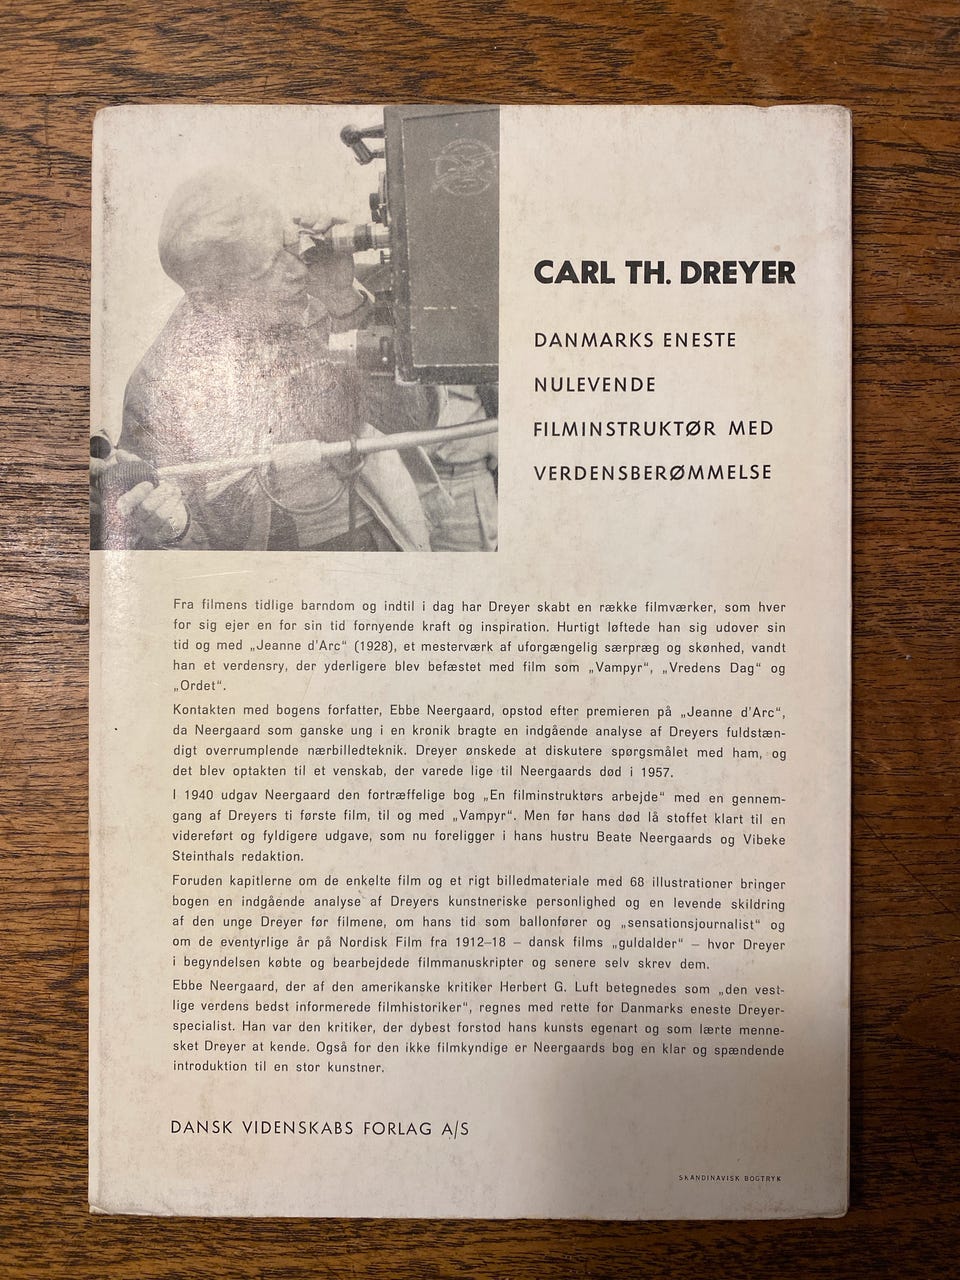 CARL TH. DREYER
DANMARKS ENESTE
NULEVENDE
FILMINSTRUKTØR MED
VERDENSBERØMMELSE
Fra filmens tidlige barndom og indtil i dag har Dreyer skabt en række filmværker, som hver
for sig ejer en for sin tid fornyende kraft og inspiration. Hurtigt løftede han sig udover sin
tid og med „Jeanne d'Arc“ (1928), et mesterværk af uforgængelig særpræg og skønhed, vandt
han et verdensry, der yderligere blev befæstet med film som „Vampyr“, „Vredens Dag“ og
„Ordet“.
Kontakten med bogens forfatter, Ebbe Neergaard, opstod efter premieren på „Jeanne d'Arc“,
da Neergaard som ganske ung i en kronik bragte en indgående analyse af Dreyers fuldstæn-
digt overrumplende nærbilledteknik. Dreyer ønskede at diskutere spørgsmålet med ham, og
det blev optakten til et venskab, der varede lige til Neergaards død i 1957.
I 1940 udgav Neergaard den fortræffelige bog „En filminstruktørs arbejde“ med en gennem-
gang af Dreyers ti første film, til og med „Vampyr“. Men før hans død lå stoffet klart til en
videreført og fyldigere udgave, som nu foreligger i hans hustru Beate Neergaards og Vibeke
Steinthals redaktion.
Foruden kapitlerne om de enkelte film og et rigt billedmateriale med 68 illustrationer bringer
bogen en indgående analyse af Dreyers kunstneriske personlighed og en levende skildring
af den unge Dreyer før filmene, om hans tid som ballonfører og „sensationsjournalist“ og
om de eventyrlige år på Nordisk Film fra 1912–18 – dansk films „guldalder“ – hvor Dreyer
i begyndelsen købte og bearbejdede filmmanuskripter og senere selv skrev dem.
Ebbe Neergaard, der af den amerikanske kritiker Herbert G. Luft betegnedes som „den vest-
lige verdens bedst informerede filmhistoriker“, regnes med rette for Danmarks eneste Dreyer-
specialist. Han var den kritiker, der dybest forstod hans kunsts egenart og som lærte menne-
sket Dreyer at kende. Også for den ikke filmkyndige er Neergaards bog en klar og spændende
introduktion til en stor kunstner.
DANSK VIDENSKABS FORLAG A/S
SKANDINAVISK BOGTRYK